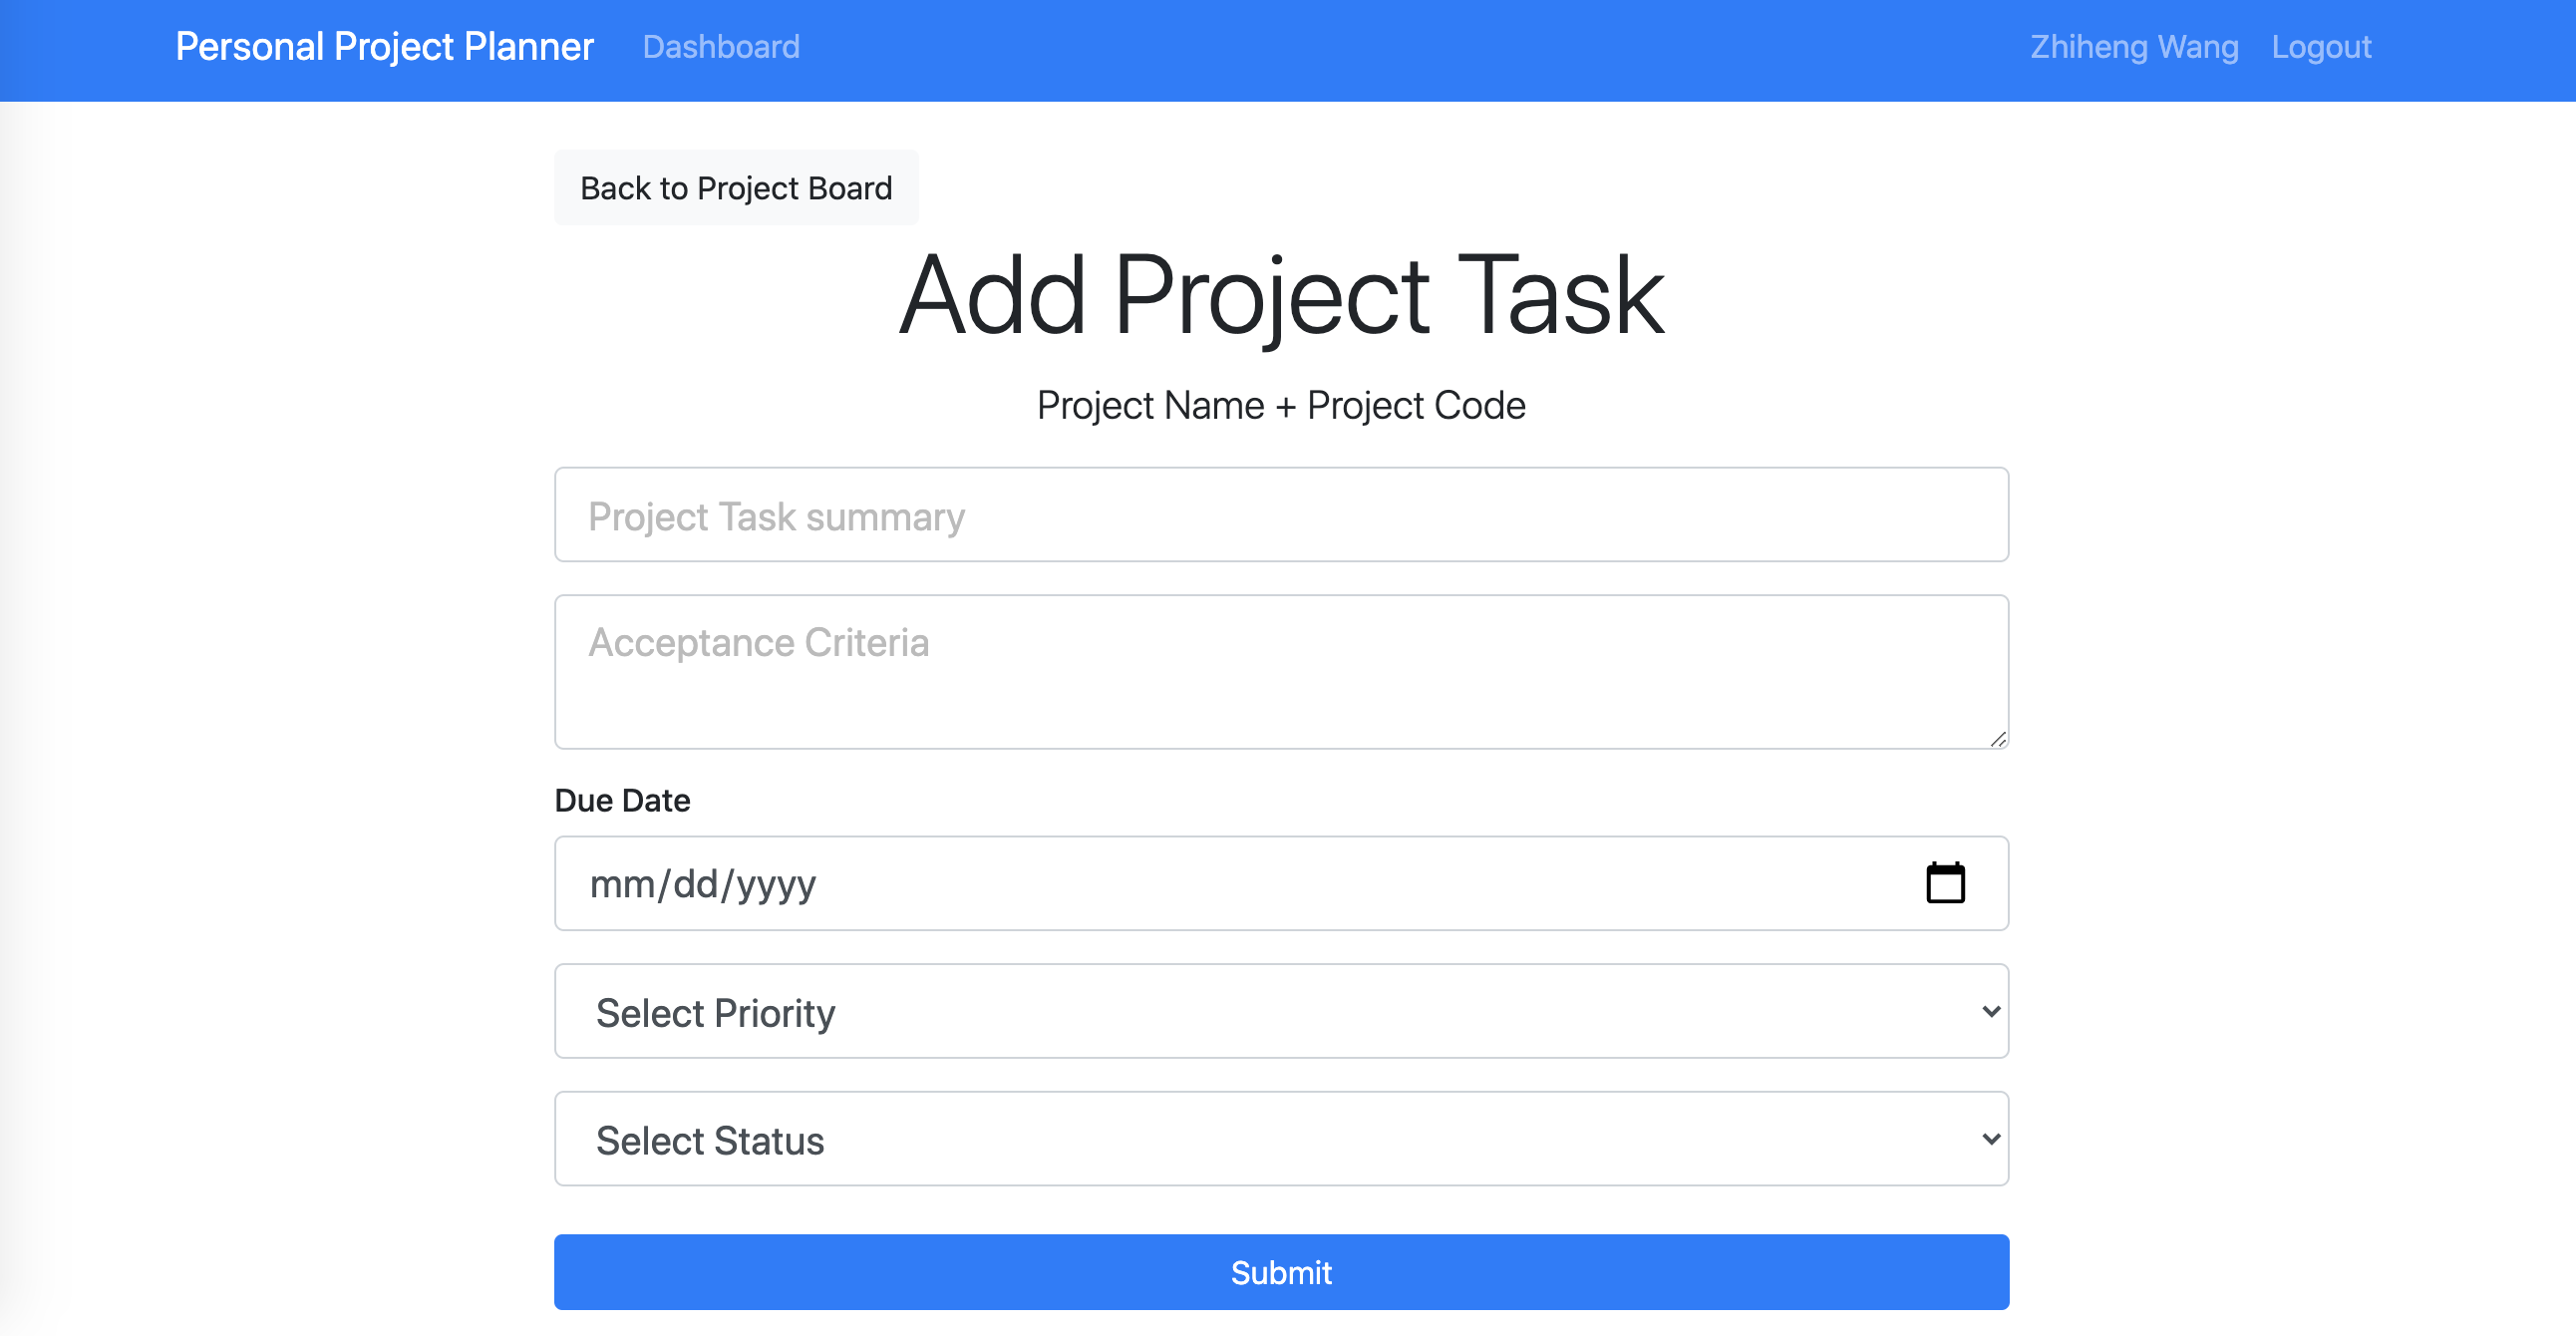 Personal Project Planner Dashboard Zhiheng Wang Logout
Back to Project Board
Add Project Task
Project Name + Project Code
Project Task summary
Acceptance Criteria
Due Date
mm/dd/yyyy
Select Priority
Select Status
Submit